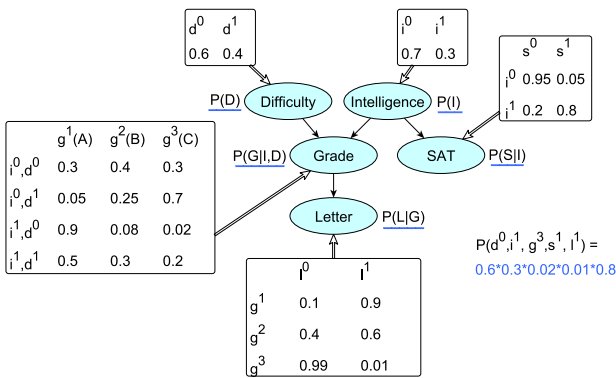 d⁰ d¹
0.6 0.4
i⁰ i¹
0.7 0.3
s⁰ s¹
i⁰ 0.95 0.05
i¹ 0.2 0.8
P(D) Difficulty Intelligence P(I)
g¹(A) g²(B) g³(C)
i⁰,d⁰ 0.3 0.4 0.3
i⁰,d¹ 0.05 0.25 0.7
i¹,d⁰ 0.9 0.08 0.02
i¹,d¹ 0.5 0.3 0.2
P(G|I,D) Grade SAT P(S|I)
Letter P(L|G)
l⁰ l¹
g¹ 0.1 0.9
g² 0.4 0.6
g³ 0.99 0.01
P(d⁰,i¹, g³,s¹, l¹) =
0.6*0.3*0.02*0.01*0.8